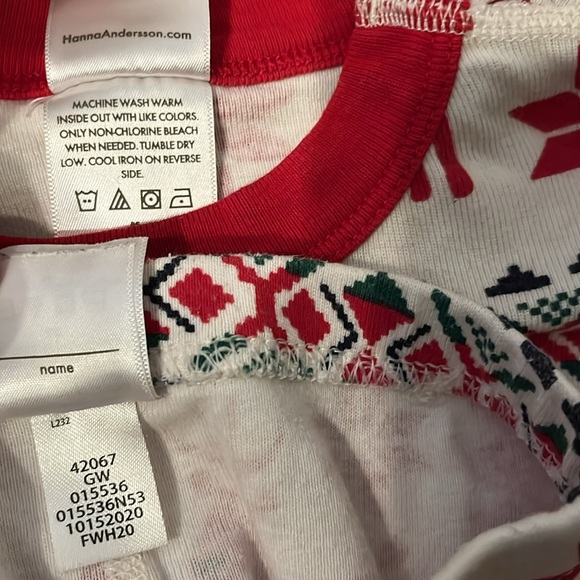 HannaAndersson.com
MACHINE WASH WARM
INSIDE OUT WITH LIKE COLORS.
ONLY NON-CHLORINE BLEACH
WHEN NEEDED. TUMBLE DRY
LOW. COOL IRON ON REVERSE
SIDE.
name
L232
42067
GW
015536
015536N53
10152020
FWH20